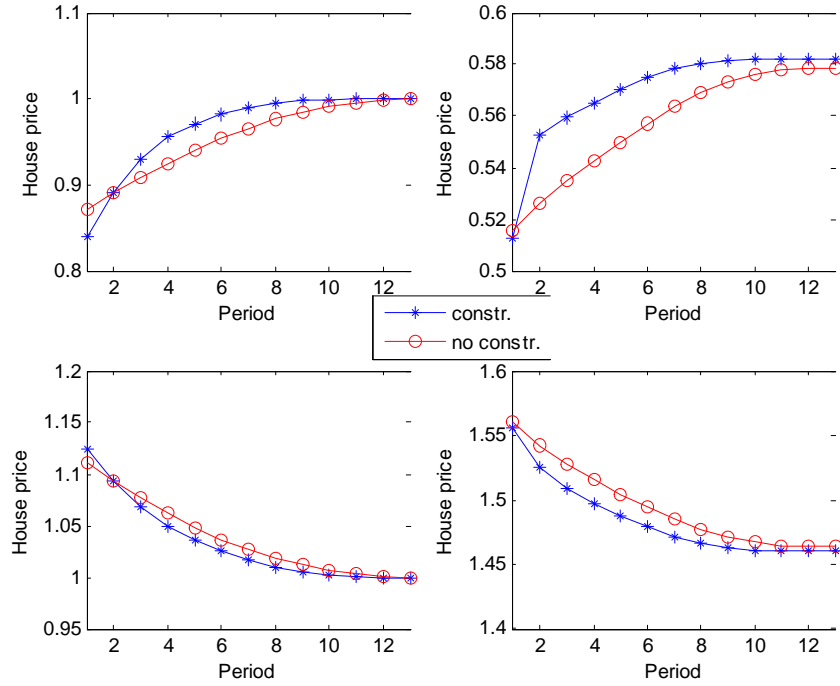 1.1
1
0.9
0.8
House price
2 4 6 8 10 12
Period
0.6
0.58
0.56
0.54
0.52
0.5
House price
2 4 6 8 10 12
Period
constr.
no constr.
1.2
1.15
1.1
1.05
1
0.95
House price
2 4 6 8 10 12
Period
1.6
1.55
1.5
1.45
1.4
House price
2 4 6 8 10 12
Period